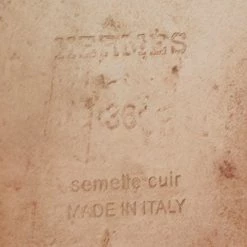 HERMES
36
semelle cuir
MADE IN ITALY